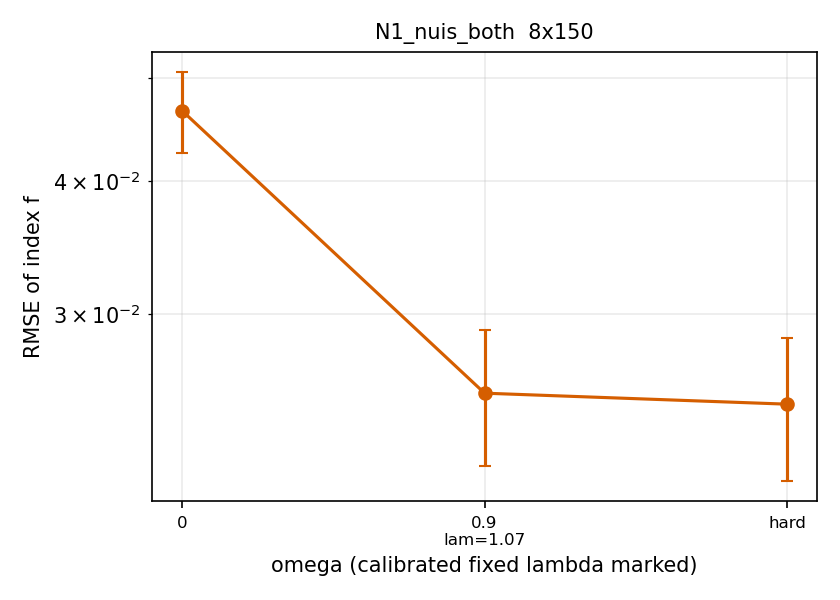 N1_nuis_both 8x150
RMSE of index f
4 × 10⁻²
3 × 10⁻²
0
0.9
hard
lam=1.07
omega (calibrated fixed lambda marked)